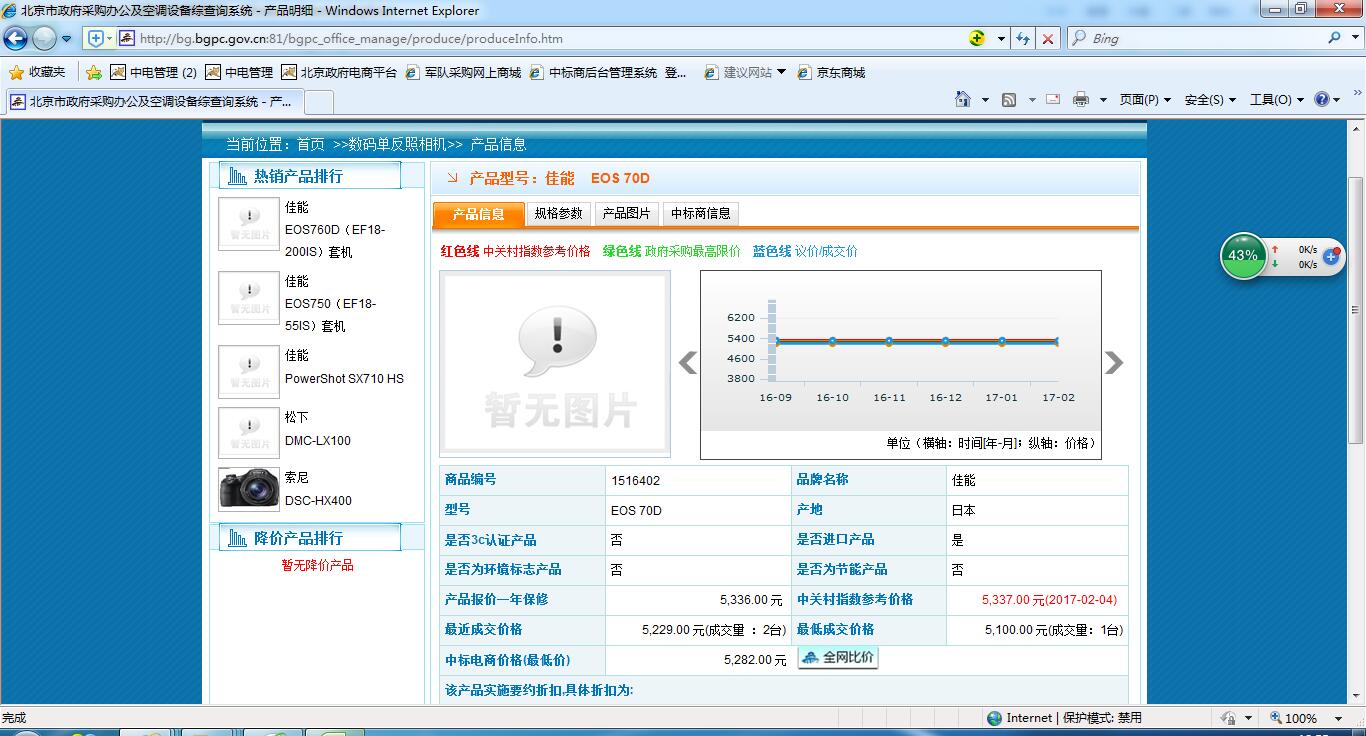 北京市政府采购办公及空调设备综查询系统 - 产品明细 - Windows Internet Explorer
http://bg.bgpc.gov.cn:81/bgpc_office_manage/produce/produceInfo.htm
Bing
收藏夹 中电管理 (2) 中电管理 北京政府电商平台 军队采购网上商城 中标商后台管理系统 登... 建议网站 京东商城
北京市政府采购办公及空调设备综查询系统 - 产...
页面(P) 安全(S) 工具(O)
当前位置：首页 >>数码单反照相机>> 产品信息
热销产品排行
暂无图片
佳能
EOS760D（EF18-
200IS）套机
暂无图片
佳能
EOS750（EF18-
55IS）套机
暂无图片
佳能
PowerShot SX710 HS
暂无图片
松下
DMC-LX100
索尼
DSC-HX400
降价产品排行
暂无降价产品
产品型号：佳能 EOS 70D
产品信息 规格参数 产品图片 中标商信息
红色线 中关村指数参考价格 绿色线 政府采购最高限价 蓝色线 议价/成交价
暂无图片
6200
5400
4600
3800
16-09 16-10 16-11 16-12 17-01 17-02
单位（横轴：时间[年-月]；纵轴：价格）
商品编号 1516402 品牌名称 佳能
型号 EOS 70D 产地 日本
是否3c认证产品 否 是否进口产品 是
是否为环境标志产品 否 是否为节能产品 否
产品报价一年保修 5,336.00 元 中关村指数参考价格 5,337.00 元(2017-02-04)
最近成交价格 5,229.00 元(成交量 ：2台) 最低成交价格 5,100.00 元(成交量：1台)
中标电商价格(最低价) 5,282.00 元 全网比价
该产品实施要约折扣,具体折扣为:
43%
0K/s
0K/s
完成
Internet | 保护模式: 禁用
100%